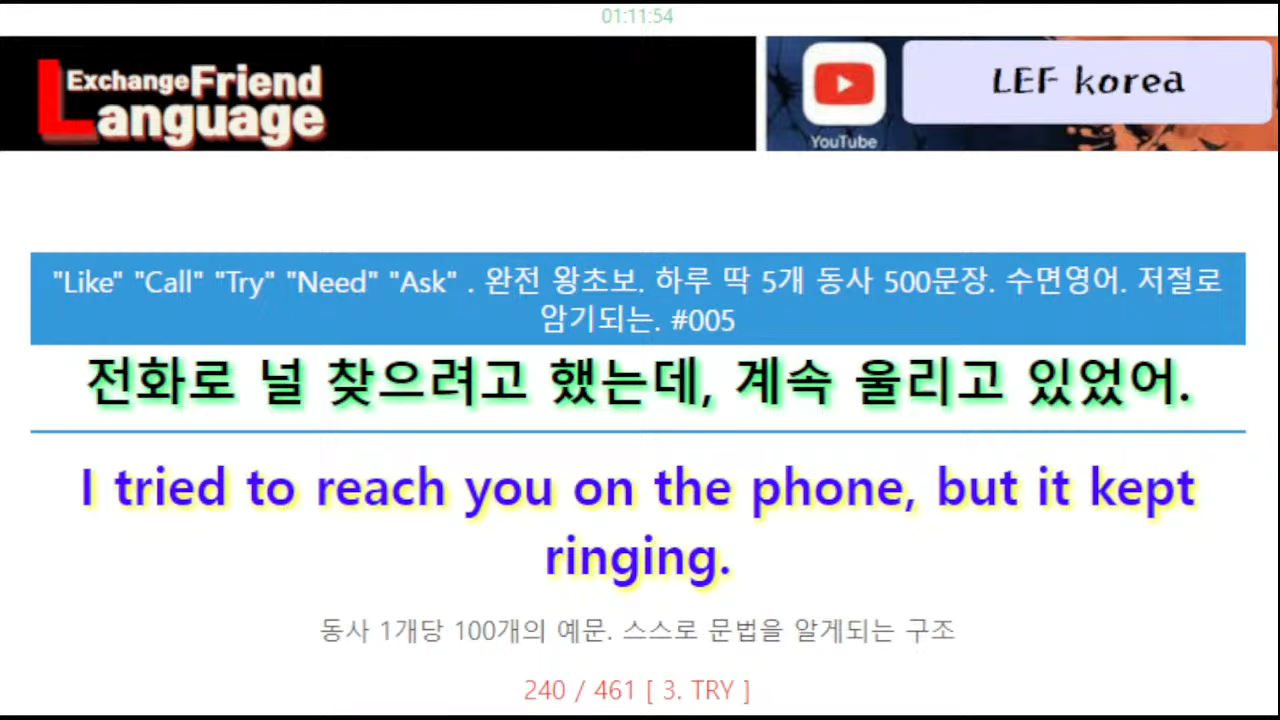 01:11:54
ExchangeFriend
Language
LEF korea
YouTube
"Like" "Call" "Try" "Need" "Ask" . 완전 왕초보. 하루 딱 5개 동사 500문장. 수면영어. 저절로
암기되는. #005
전화로 널 찾으려고 했는데, 계속 울리고 있었어.
I tried to reach you on the phone, but it kept
ringing.
동사 1개당 100개의 예문. 스스로 문법을 알게되는 구조
240 / 461 [ 3. TRY ]